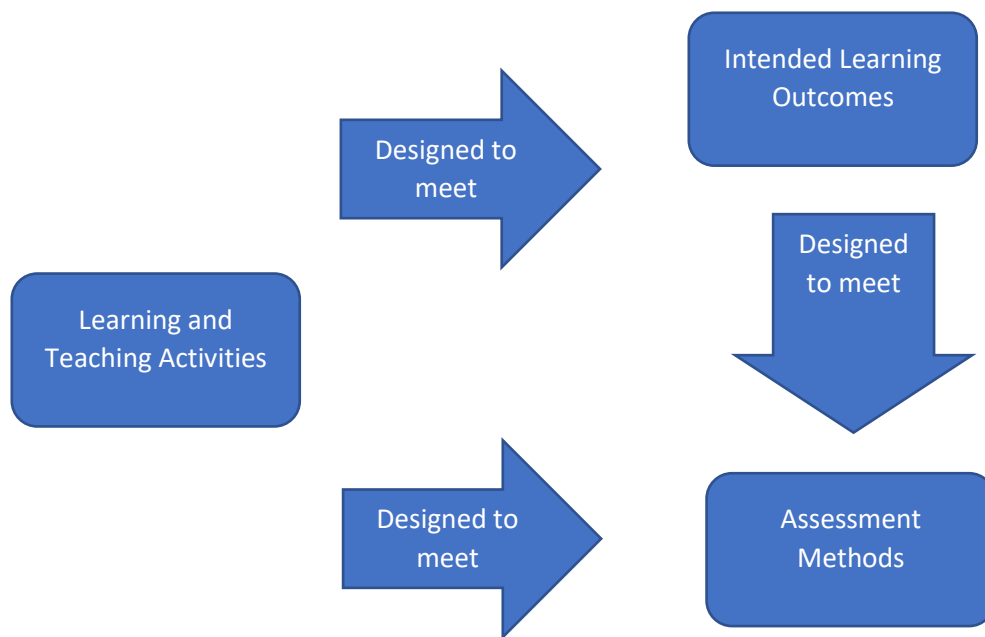 Intended Learning
Outcomes
Designed to
meet
Designed
to meet
Learning and
Teaching Activities
Designed to
meet
Assessment
Methods